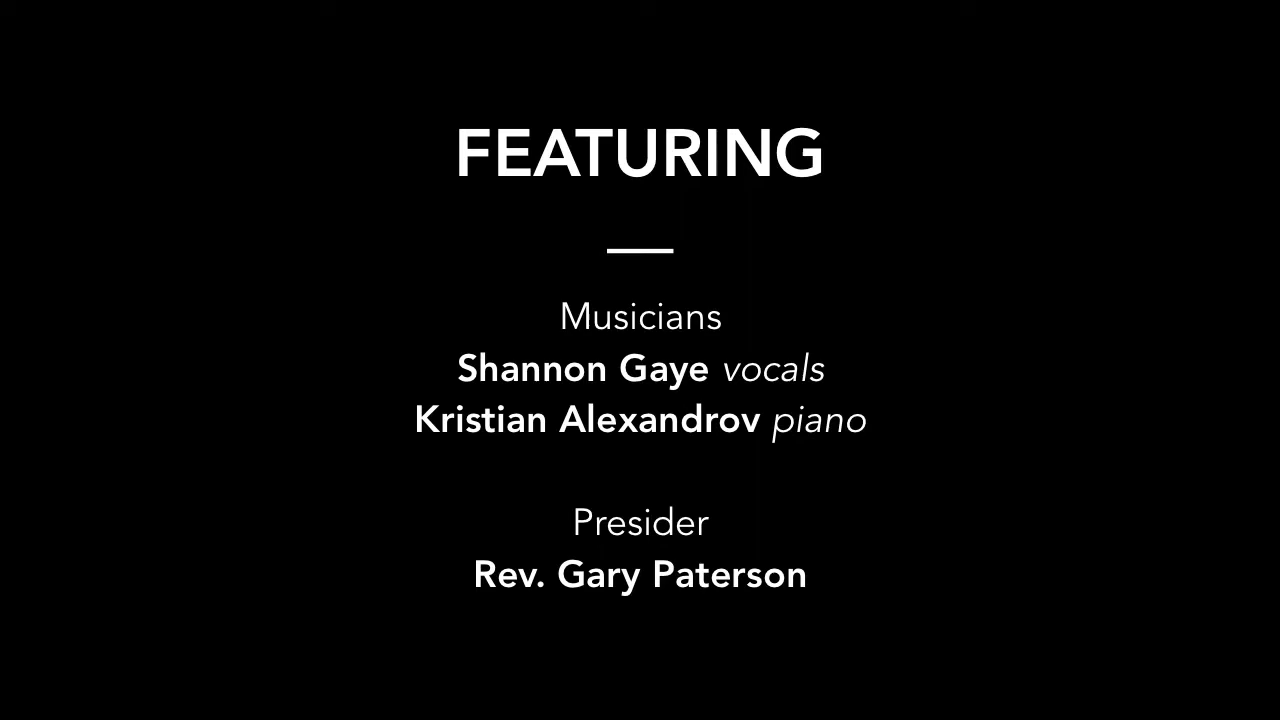 FEATURING
Musicians
Shannon Gaye vocals
Kristian Alexandrov piano
Presider
Rev. Gary Paterson